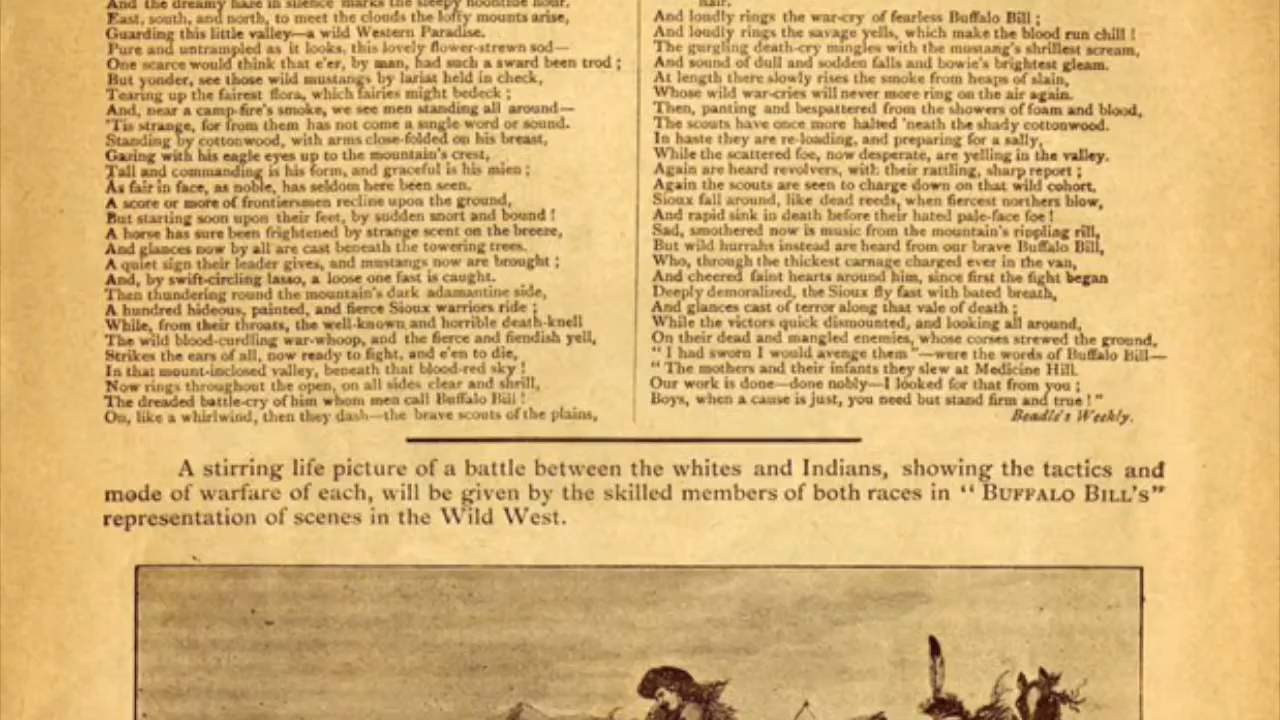 And the dreamy haze in silence marks the sleepy noontide hour.
East, south, and north, to meet the clouds the lofty mounts arise,
Guarding this little valley—a wild Western Paradise.
Pure and untrampled as it looks, this lovely flower-strewn sod—
One scarce would think that e'er, by man, had such a sward been trod ;
But yonder, see those wild mustangs by lariat held in check,
Tearing up the fairest flora, which fairies might bedeck ;
And, near a camp-fire's smoke, we see men standing all around—
'Tis strange, for from them has not come a single word or sound.
Standing by cottonwood, with arms close-folded on his breast,
Gazing with his eagle eyes up to the mountain's crest,
Tall and commanding is his form, and graceful is his mien ;
As fair in face, as noble, has seldom here been seen.
A score or more of frontiersmen recline upon the ground,
But starting soon upon their feet, by sudden snort and bound !
A horse has sure been frightened by strange scent on the breeze,
And glances now by all are cast beneath the towering trees.
A quiet sign their leader gives, and mustangs now are brought ;
And, by swift-circling lasso, a loose one fast is caught.
Then thundering round the mountain's dark adamantine side,
A hundred hideous, painted, and fierce Sioux warriors ride ;
While, from their throats, the well-known and horrible death-knell
The wild blood-curdling war-whoop, and the fierce and fiendish yell,
Strikes the ears of all, now ready to fight, and e'en to die,
In that mount-inclosed valley, beneath that blood-red sky !
Now rings throughout the open, on all sides clear and shrill,
The dreaded battle-cry of him whom men call Buffalo Bill !
On, like a whirlwind, then they dash—the brave scouts of the plains,
hair.
And loudly rings the war-cry of fearless Buffalo Bill ;
And loudly rings the savage yells, which make the blood run chill !
The gurgling death-cry mingles with the mustang's shrillest scream,
And sound of dull and sodden falls and bowie's brightest gleam.
At length there slowly rises the smoke from heaps of slain,
Whose wild war-cries will never more ring on the air again.
Then, panting and bespattered from the showers of foam and blood,
The scouts have once more halted 'neath the shady cottonwood.
In haste they are re-loading, and preparing for a sally,
While the scattered foe, now desperate, are yelling in the valley.
Again are heard revolvers, with their rattling, sharp report ;
Again the scouts are seen to charge down on that wild cohort.
Sioux fall around, like dead reeds, when fiercest northers blow,
And rapid sink in death before their hated pale-face foe !
Sad, smothered now is music from the mountain's rippling rill,
But wild hurrahs instead are heard from our brave Buffalo Bill,
Who, through the thickest carnage charged ever in the van,
And cheered faint hearts around him, since first the fight began
Deeply demoralized, the Sioux fly fast with bated breath,
And glances cast of terror along that vale of death ;
While the victors quick dismounted, and looking all around,
On their dead and mangled enemies, whose corses strewed the ground,
" I had sworn I would avenge them "—were the words of Buffalo Bill—
" The mothers and their infants they slew at Medicine Hill.
Our work is done—done nobly—I looked for that from you ;
Boys, when a cause is just, you need but stand firm and true ! "
Beadle's Weekly.
A stirring life picture of a battle between the whites and Indians, showing the tactics and
mode of warfare of each, will be given by the skilled members of both races in " BUFFALO BILL'S"
representation of scenes in the Wild West.